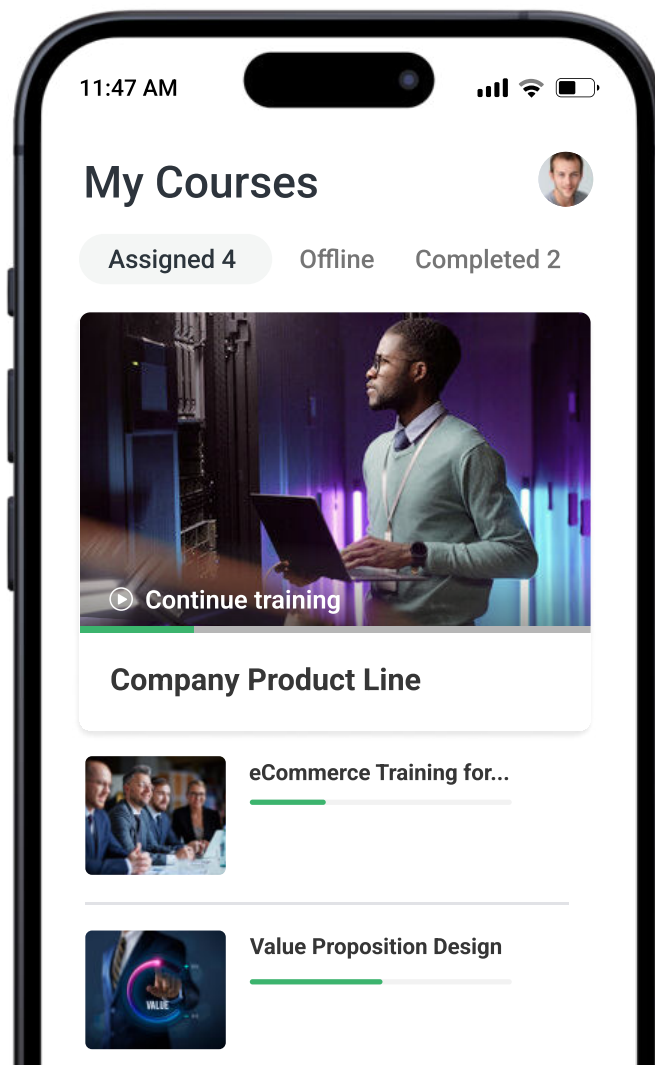 11:47 AM
My Courses
Assigned 4 Offline Completed 2
Continue training
Company Product Line
eCommerce Training for...
Value Proposition Design
VALUE